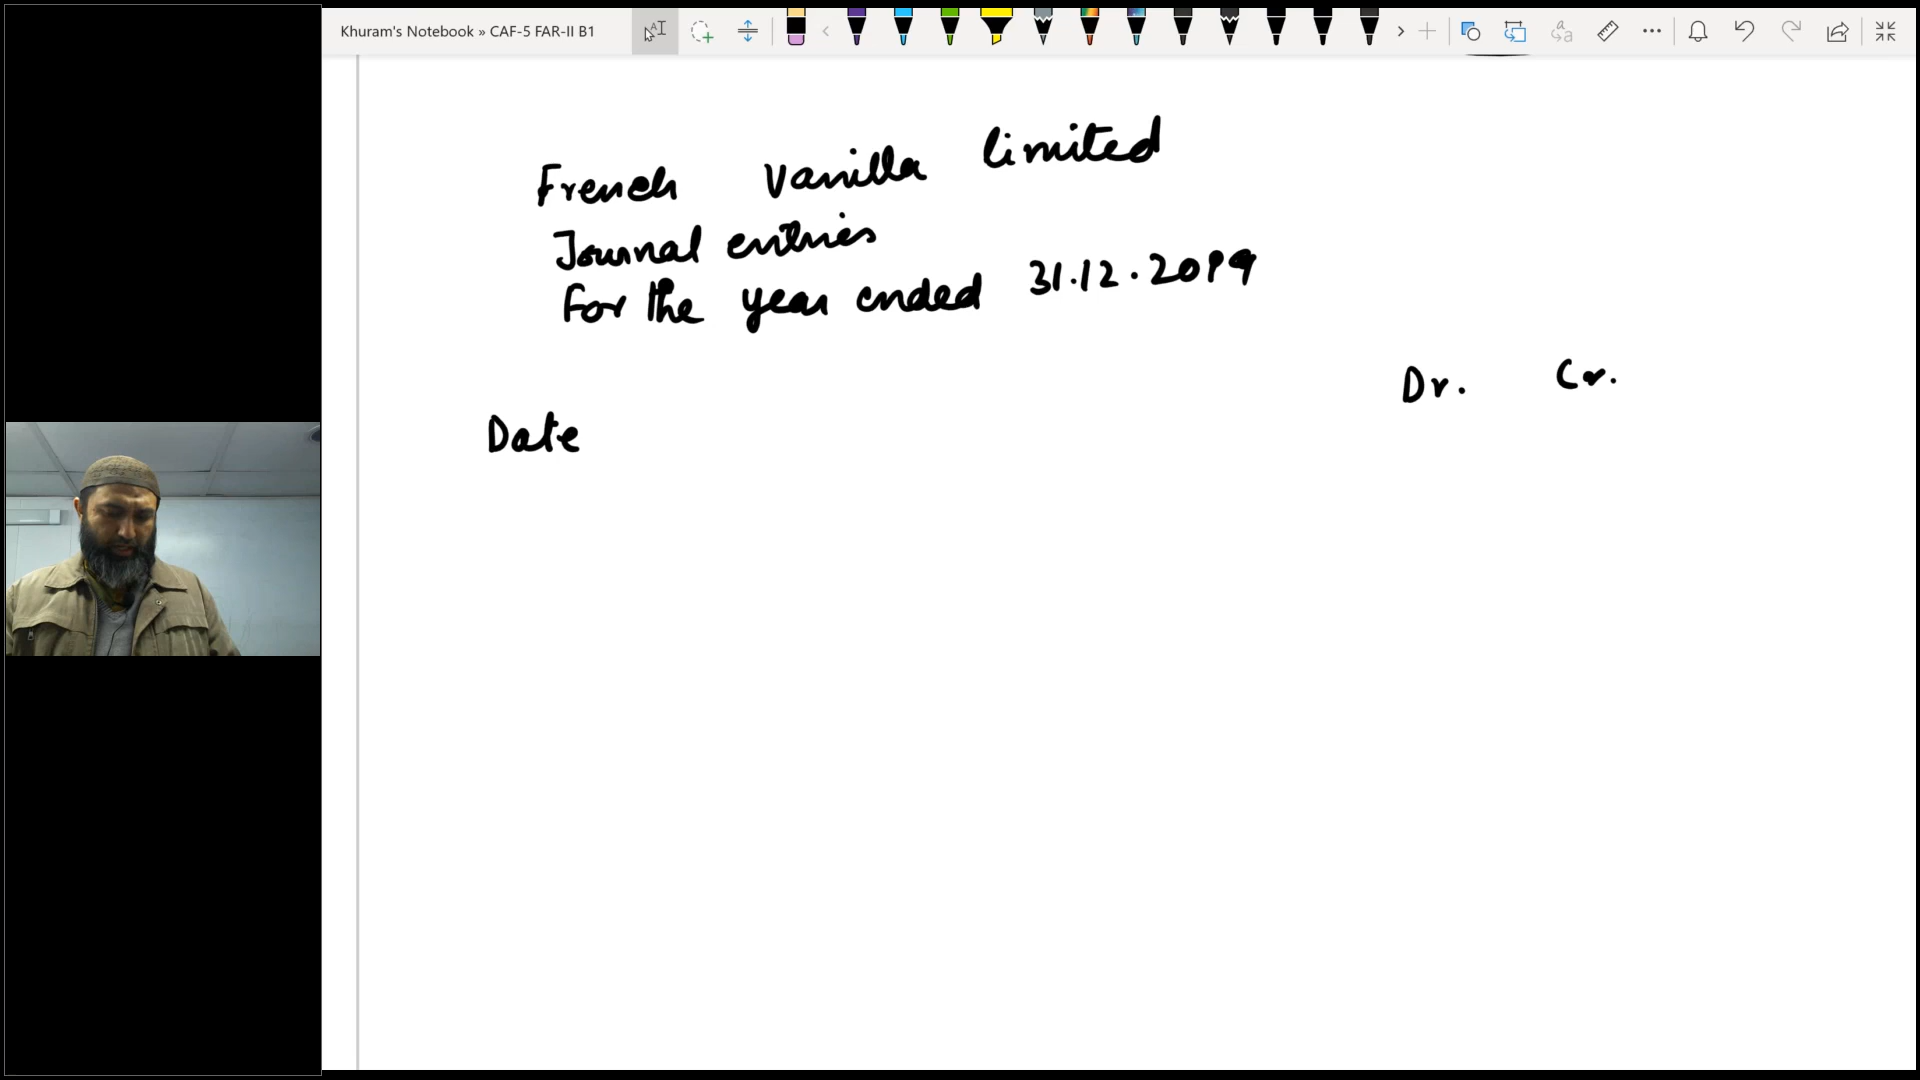 Khuram's Notebook » CAF-5 FAR-II B1
French Vanilla limited
Journal entries
For the year ended 31.12.2019
Dr. Cr.
Date